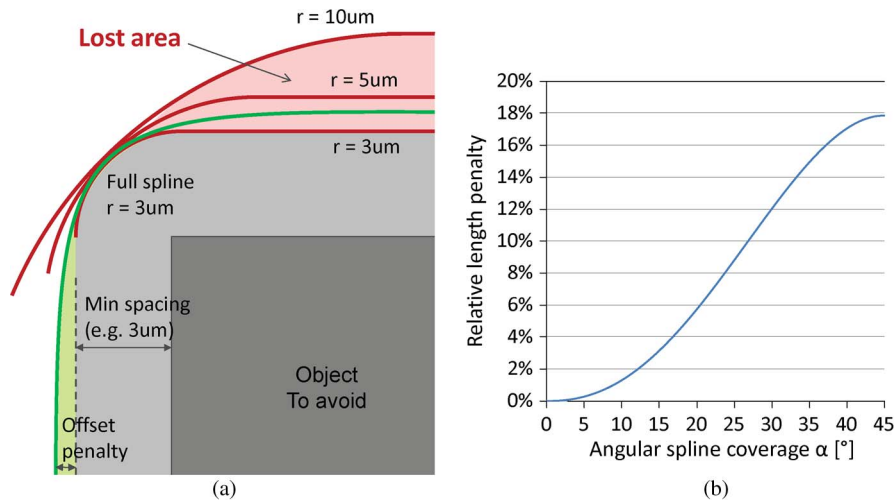 r = 10um
Lost area
r = 5um
r = 3um
Full spline
r = 3um
Min spacing
(e.g. 3um)
Object
To avoid
Offset
penalty
(a)
20%
18%
16%
14%
12%
10%
8%
6%
4%
2%
0%
Relative length penalty
0 5 10 15 20 25 30 35 40 45
Angular spline coverage α [°]
(b)